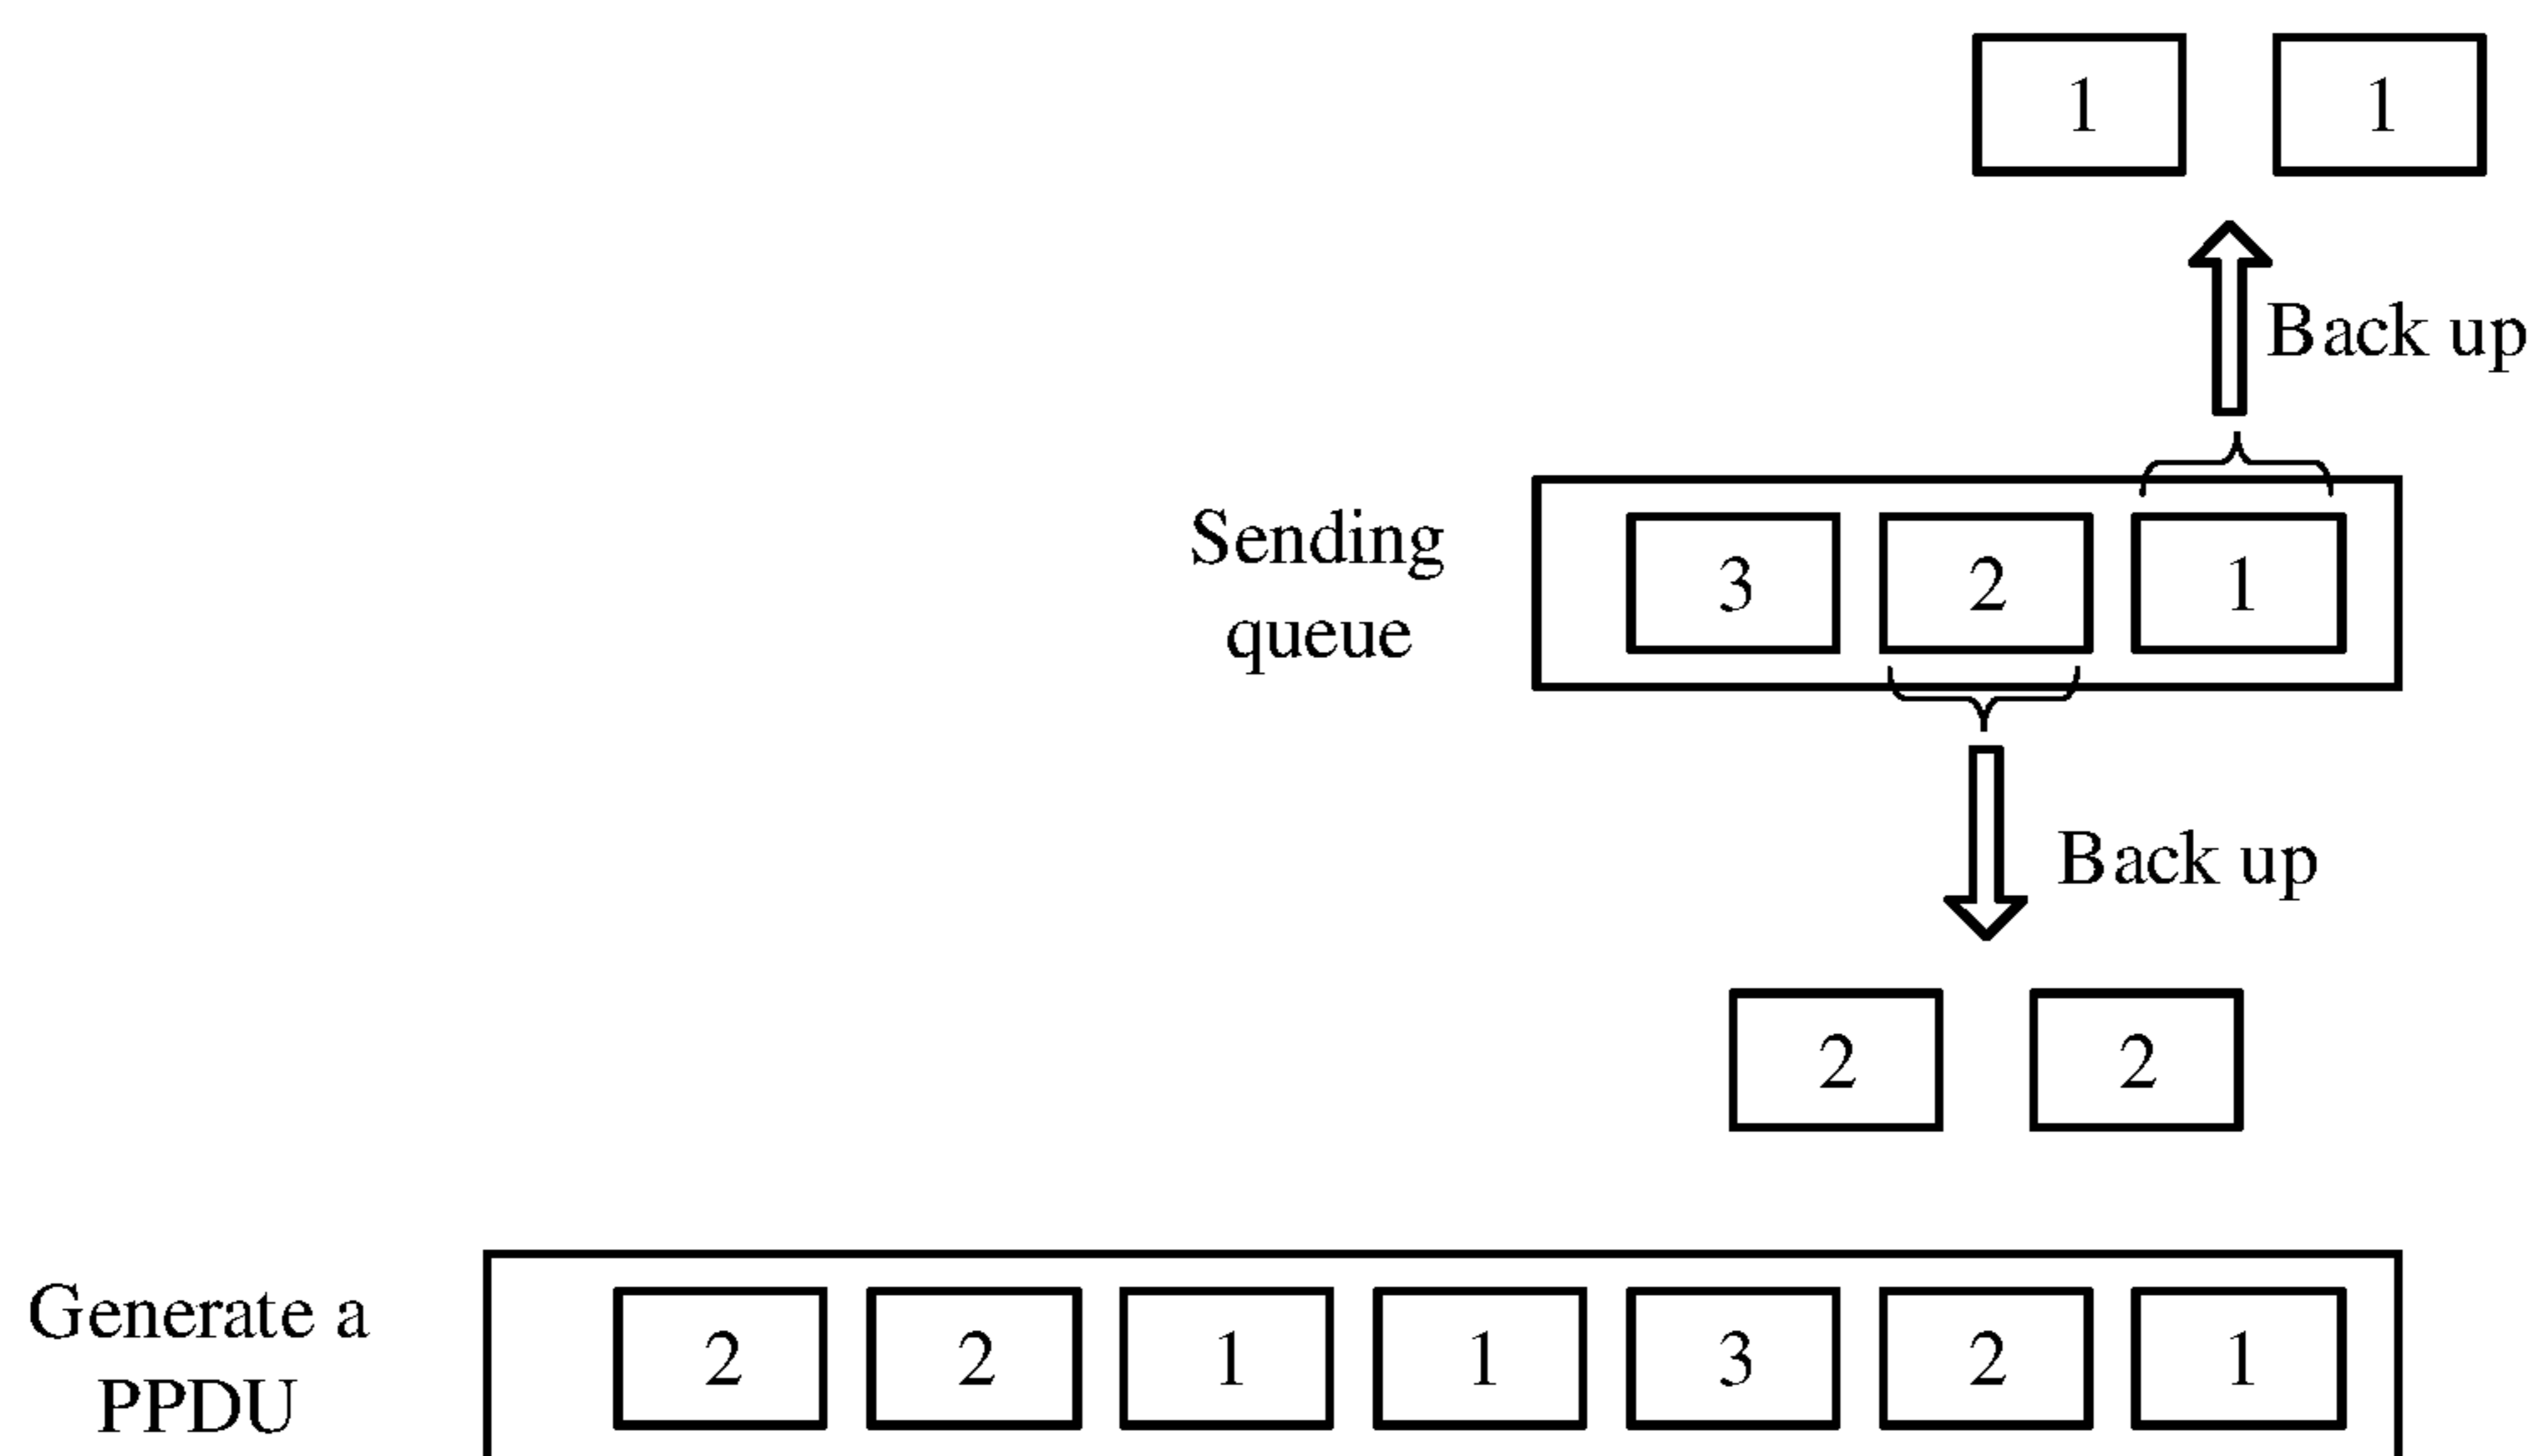 1 1
Back up
Sending
queue
3 2 1
Back up
2 2
Generate a
PPDU
2 2 1 1 3 2 1